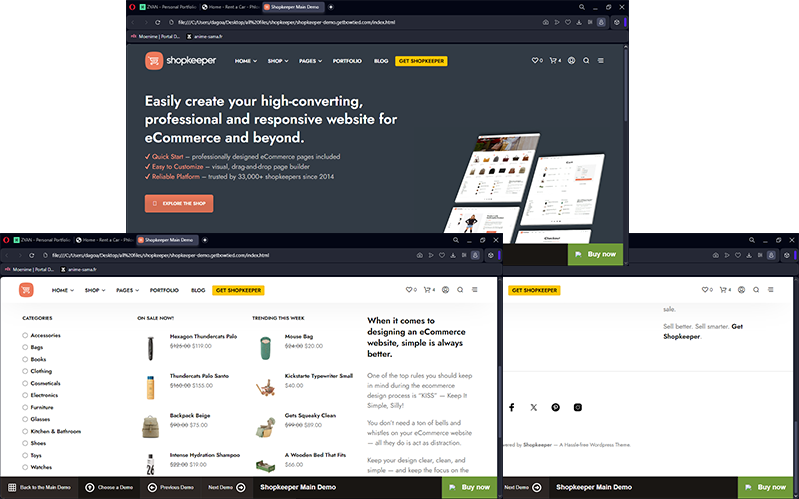 ZIVAN - Personal Portfolio
Home - Rent a Car - Phk
Shopkeeper Main Demo
file:///C:/Users/dagoa/Desktop/all%20files/shopkeeper/shopkeeper-demo.getbowtied.com/index.html
Moenime | Portal D...
anime-sama.fr
shopkeeper
HOME
SHOP
PAGES
PORTFOLIO
BLOG
GET SHOPKEEPER
0
4
Easily create your high-converting,
professional and responsive website for
eCommerce and beyond.
✓ Quick Start – professionally designed eCommerce pages included
✓ Easy to Customize – visual, drag-and-drop page builder
✓ Reliable Platform – trusted by 33,000+ shopkeepers since 2014
EXPLORE THE SHOP
Buy now
ZIVAN - Personal Portfolio
Home - Rent a Car - Phk
Shopkeeper Main Demo
file:///C:/Users/dagoa/Desktop/all%20files/shopkeeper/shopkeeper-demo.getbowtied.com/index.html
Moenime | Portal D...
anime-sama.fr
HOME
SHOP
PAGES
PORTFOLIO
BLOG
GET SHOPKEEPER
0
4
CATEGORIES
Accessories
Bags
Books
Clothing
Cosmeticals
Electronics
Furniture
Glasses
Kitchen & Bathroom
Shoes
Toys
Watches
ON SALE NOW!
Hexagon Thundercats Palo
$125.00 $119.00
Thundercats Palo Santo
$160.00 $155.00
Backpack Beige
$90.00 $75.00
Intense Hydration Shampoo
$22.00 $19.00
TRENDING THIS WEEK
Mouse Bag
$24.00 $20.00
Kickstarte Typewriter Small
$40.00
Gets Squeaky Clean
$99.00 $89.00
A Wooden Bed That Fits
$66.00
When it comes to
designing an eCommerce
website, simple is always
better.
One of the top rules you should keep
in mind during the ecommerce
design process is "KISS" — Keep It
Simple, Silly!
You don't need a ton of bells and
whistles on your eCommerce website
— all they do is act as distraction.
Keep your design clear, clean, and
simple — and keep the focus on the
Back to the Main Demo
Choose a Demo
Previous Demo
Next Demo
Shopkeeper Main Demo
Buy now
GET SHOPKEEPER
0
4
sale.
Sell better. Sell smarter. Get
Shopkeeper.
wered by Shopkeeper — A Hassle-free Wordpress Theme
Next Demo
Shopkeeper Main Demo
Buy now